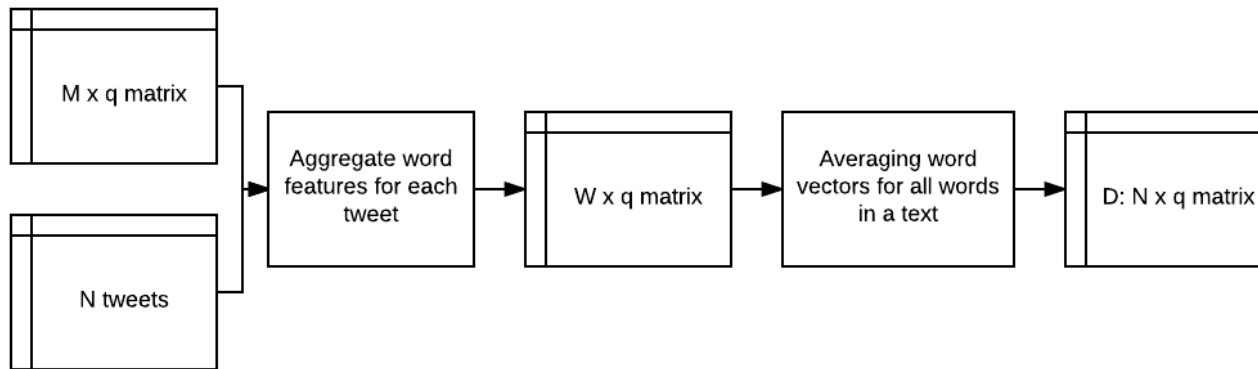 M x q matrix
N tweets
Aggregate word
features for each
tweet
W x q matrix
Averaging word
vectors for all words
in a text
D: N x q matrix